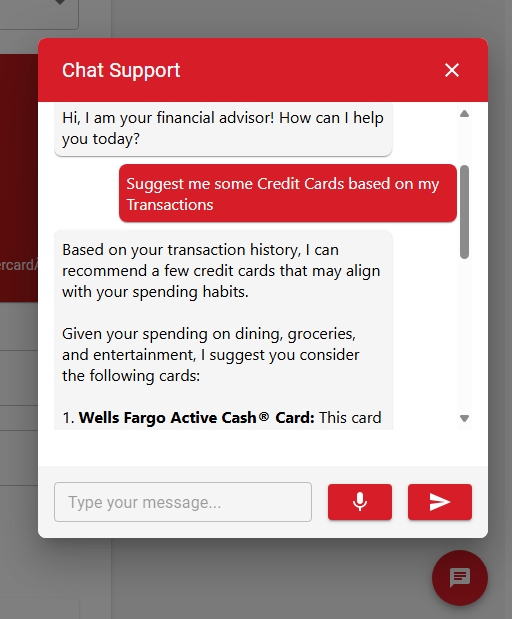 Chat Support
Hi, I am your financial advisor! How can I help
you today?
Suggest me some Credit Cards based on my
Transactions
Based on your transaction history, I can
recommend a few credit cards that may align
with your spending habits.
Given your spending on dining, groceries,
and entertainment, I suggest you consider
the following cards:
1. Wells Fargo Active Cash® Card: This card
ercardÂ
Type your message...